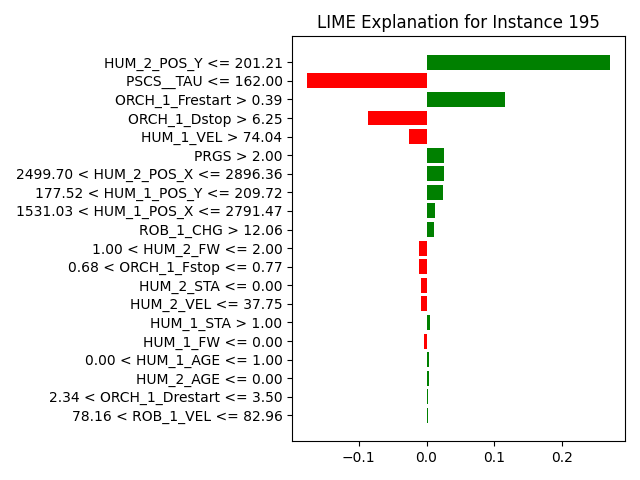 LIME Explanation for Instance 195
HUM_2_POS_Y <= 201.21
PSCS__TAU <= 162.00
ORCH_1_Frestart > 0.39
ORCH_1_Dstop > 6.25
HUM_1_VEL > 74.04
PRGS > 2.00
2499.70 < HUM_2_POS_X <= 2896.36
177.52 < HUM_1_POS_Y <= 209.72
1531.03 < HUM_1_POS_X <= 2791.47
ROB_1_CHG > 12.06
1.00 < HUM_2_FW <= 2.00
0.68 < ORCH_1_Fstop <= 0.77
HUM_2_STA <= 0.00
HUM_2_VEL <= 37.75
HUM_1_STA > 1.00
HUM_1_FW <= 0.00
0.00 < HUM_1_AGE <= 1.00
HUM_2_AGE <= 0.00
2.34 < ORCH_1_Drestart <= 3.50
78.16 < ROB_1_VEL <= 82.96
−0.1 0.0 0.1 0.2